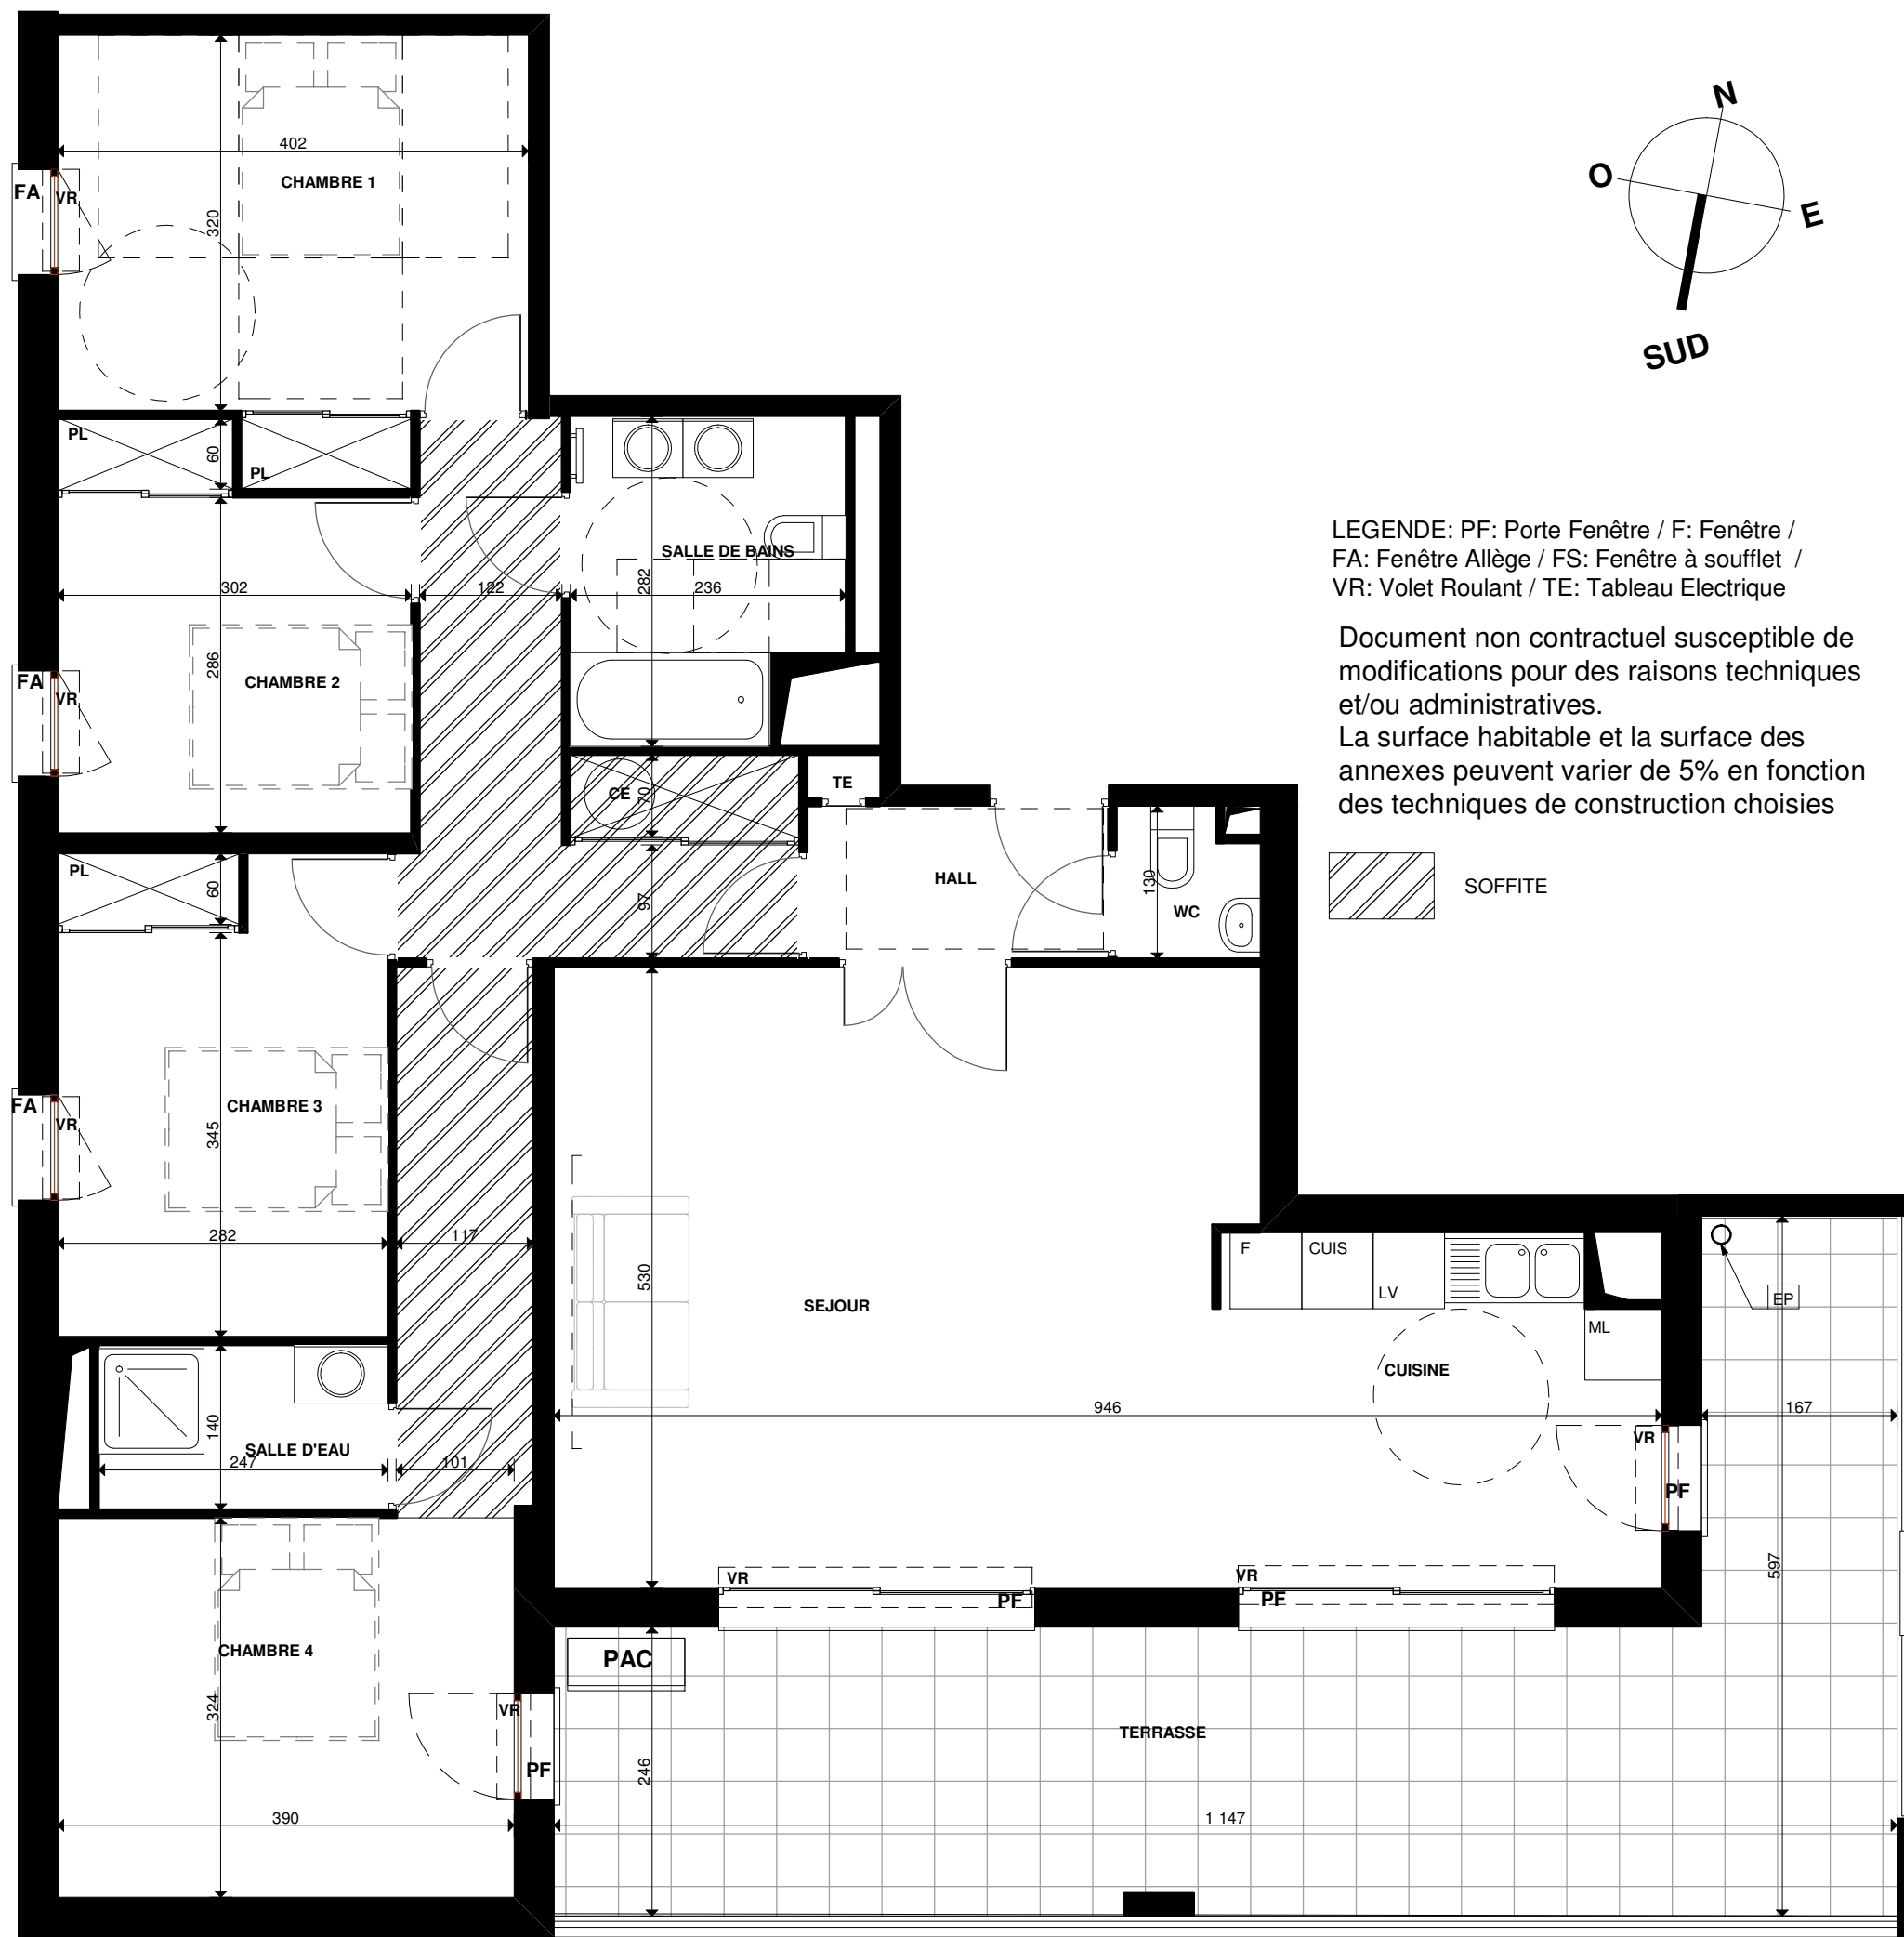 N
O
E
SUD
402
CHAMBRE 1
FA
VR
320
PL
60
PL
LEGENDE: PF: Porte Fenêtre / F: Fenêtre /
FA: Fenêtre Allège / FS: Fenêtre à soufflet /
VR: Volet Roulant / TE: Tableau Electrique
Document non contractuel susceptible de
modifications pour des raisons techniques
et/ou administratives.
La surface habitable et la surface des
annexes peuvent varier de 5% en fonction
des techniques de construction choisies
SOFFITE
SALLE DE BAINS
282
236
302
122
286
CHAMBRE 2
FA
VR
CE
70
TE
PL
60
97
HALL
130
WC
FA
VR
CHAMBRE 3
345
282
117
530
SEJOUR
F
CUIS
LV
EP
ML
CUISINE
946
167
VR
PF
140
SALLE D'EAU
247
101
597
VR
PF
VR
PF
PAC
CHAMBRE 4
324
VR
PF
TERRASSE
246
390
1 147